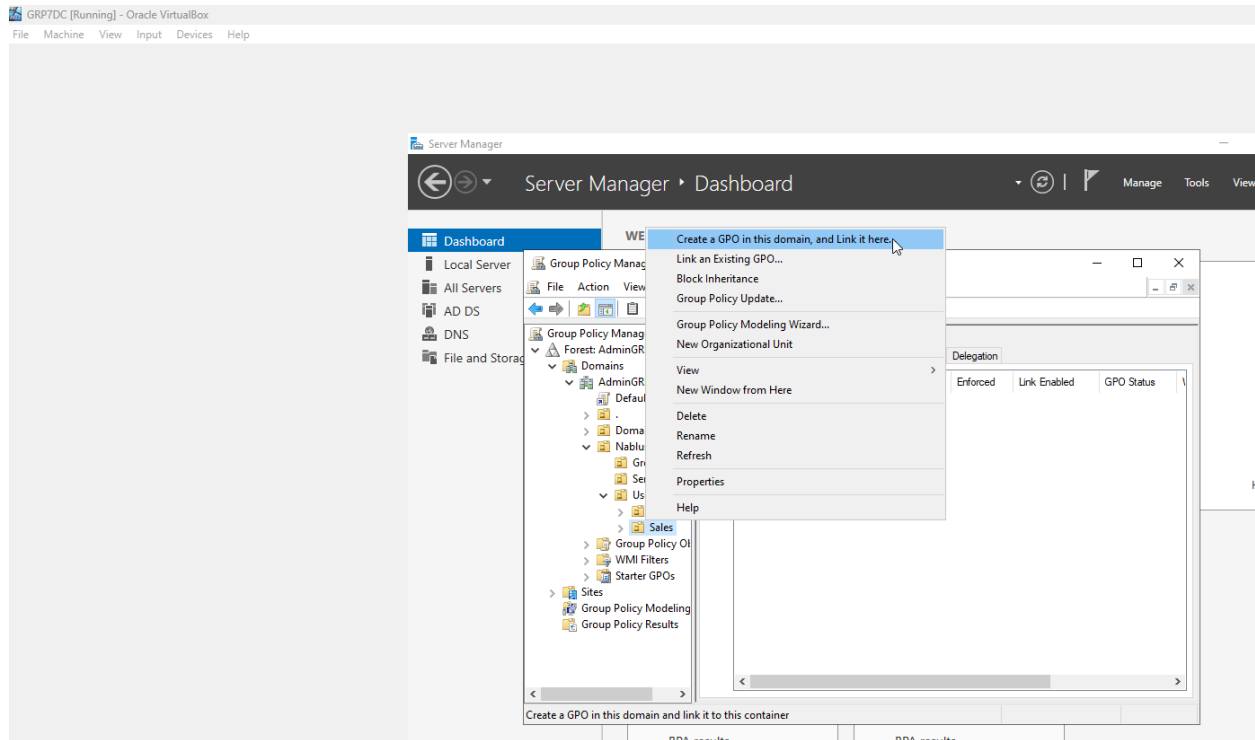 GRP7DC [Running] - Oracle VirtualBox
File Machine View Input Devices Help
Server Manager
Server Manager Dashboard
Manage Tools View
Dashboard
Local Server
All Servers
AD DS
DNS
File and Storag
WE
Create a GPO in this domain, and Link it here...
Link an Existing GPO...
Block Inheritance
Group Policy Update...
Group Policy Modeling Wizard...
New Organizational Unit
View
New Window from Here
Delete
Rename
Refresh
Properties
Help
Group Policy Manag
File Action View
Group Policy Manag
Forest: AdminGR
Domains
AdminGR
Defaul
.
Doma
Nablu
Gr
Ser
Us
Sales
Group Policy Ob
WMI Filters
Starter GPOs
Sites
Group Policy Modeling
Group Policy Results
Delegation
Enforced Link Enabled GPO Status
Create a GPO in this domain and link it to this container
BPA results BPA results